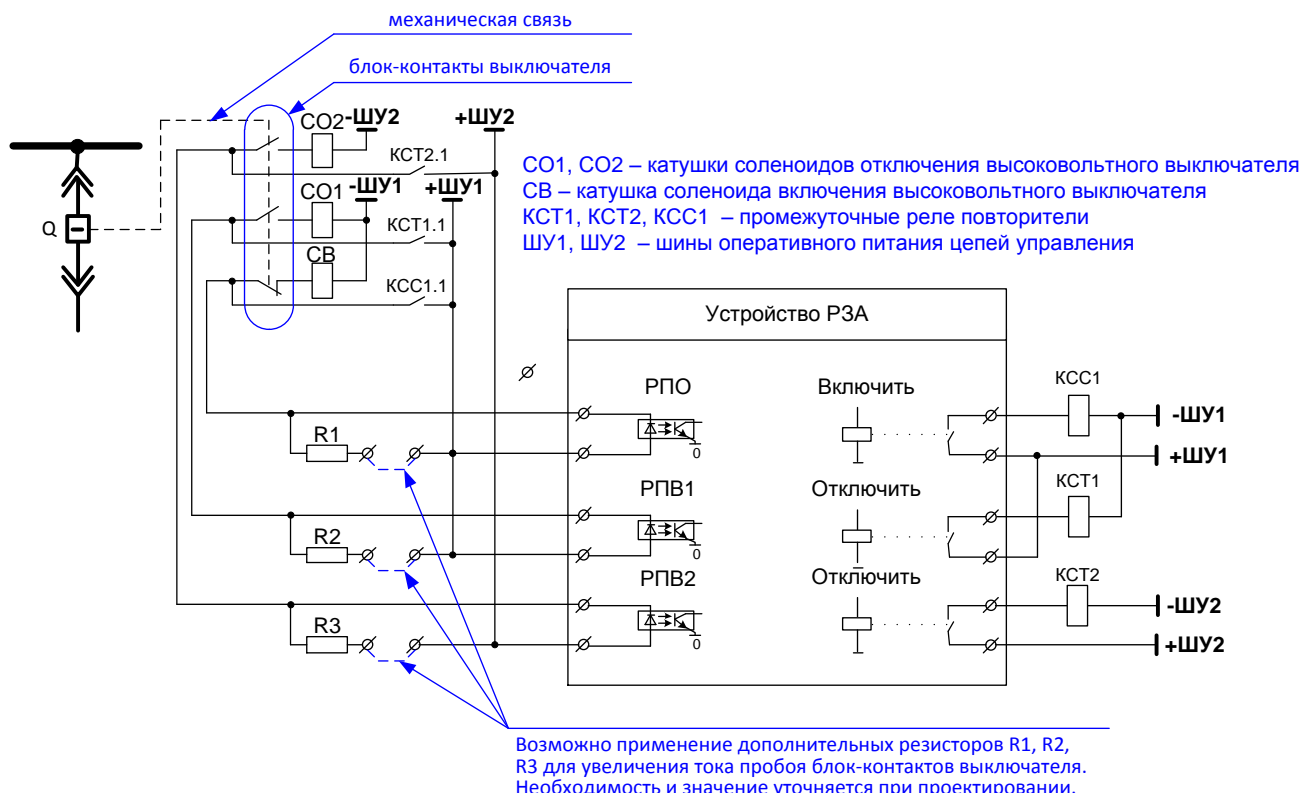 механическая связь
блок-контакты выключателя
СО2
-ШУ2
+ШУ2
КСТ2.1
СО1
-ШУ1
+ШУ1
КСТ1.1
СВ
КСС1.1
Q
СО1, СО2 – катушки соленоидов отключения высоковольтного выключателя
СВ – катушка соленоида включения высоковольтного выключателя
КСТ1, КСТ2, КСС1 – промежуточные реле повторители
ШУ1, ШУ2 – шины оперативного питания цепей управления
Устройство РЗА
РПО
Включить
КСС1
-ШУ1
R1
0
+ШУ1
РПВ1
Отключить
КСТ1
R2
0
РПВ2
Отключить
КСТ2
-ШУ2
R3
0
+ШУ2
Возможно применение дополнительных резисторов R1, R2,
R3 для увеличения тока пробоя блок-контактов выключателя.
Необходимость и значение уточняется при проектировании.